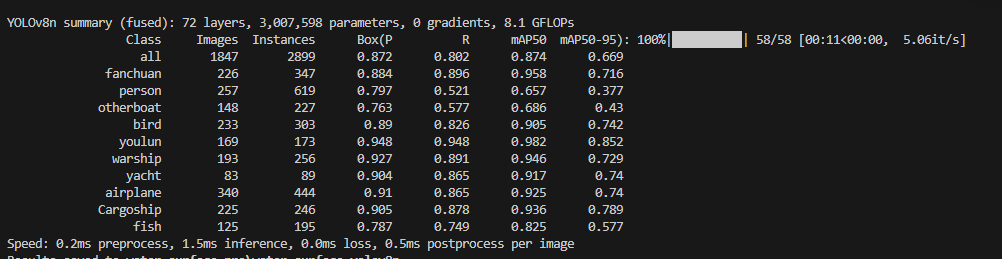 YOLOv8n summary (fused): 72 layers, 3,007,598 parameters, 0 gradients, 8.1 GFLOPs
Class Images Instances Box(P R mAP50 mAP50-95): 100%|██████████| 58/58 [00:11<00:00, 5.06it/s]
all 1847 2899 0.872 0.802 0.874 0.669
fanchuan 226 347 0.884 0.896 0.958 0.716
person 257 619 0.797 0.521 0.657 0.377
otherboat 148 227 0.763 0.577 0.686 0.43
bird 233 303 0.89 0.826 0.905 0.742
youlun 169 173 0.948 0.948 0.982 0.852
warship 193 256 0.927 0.891 0.946 0.729
yacht 83 89 0.904 0.865 0.917 0.74
airplane 340 444 0.91 0.865 0.925 0.74
Cargoship 225 246 0.905 0.878 0.936 0.789
fish 125 195 0.787 0.749 0.825 0.577
Speed: 0.2ms preprocess, 1.5ms inference, 0.0ms loss, 0.5ms postprocess per image
Results saved to